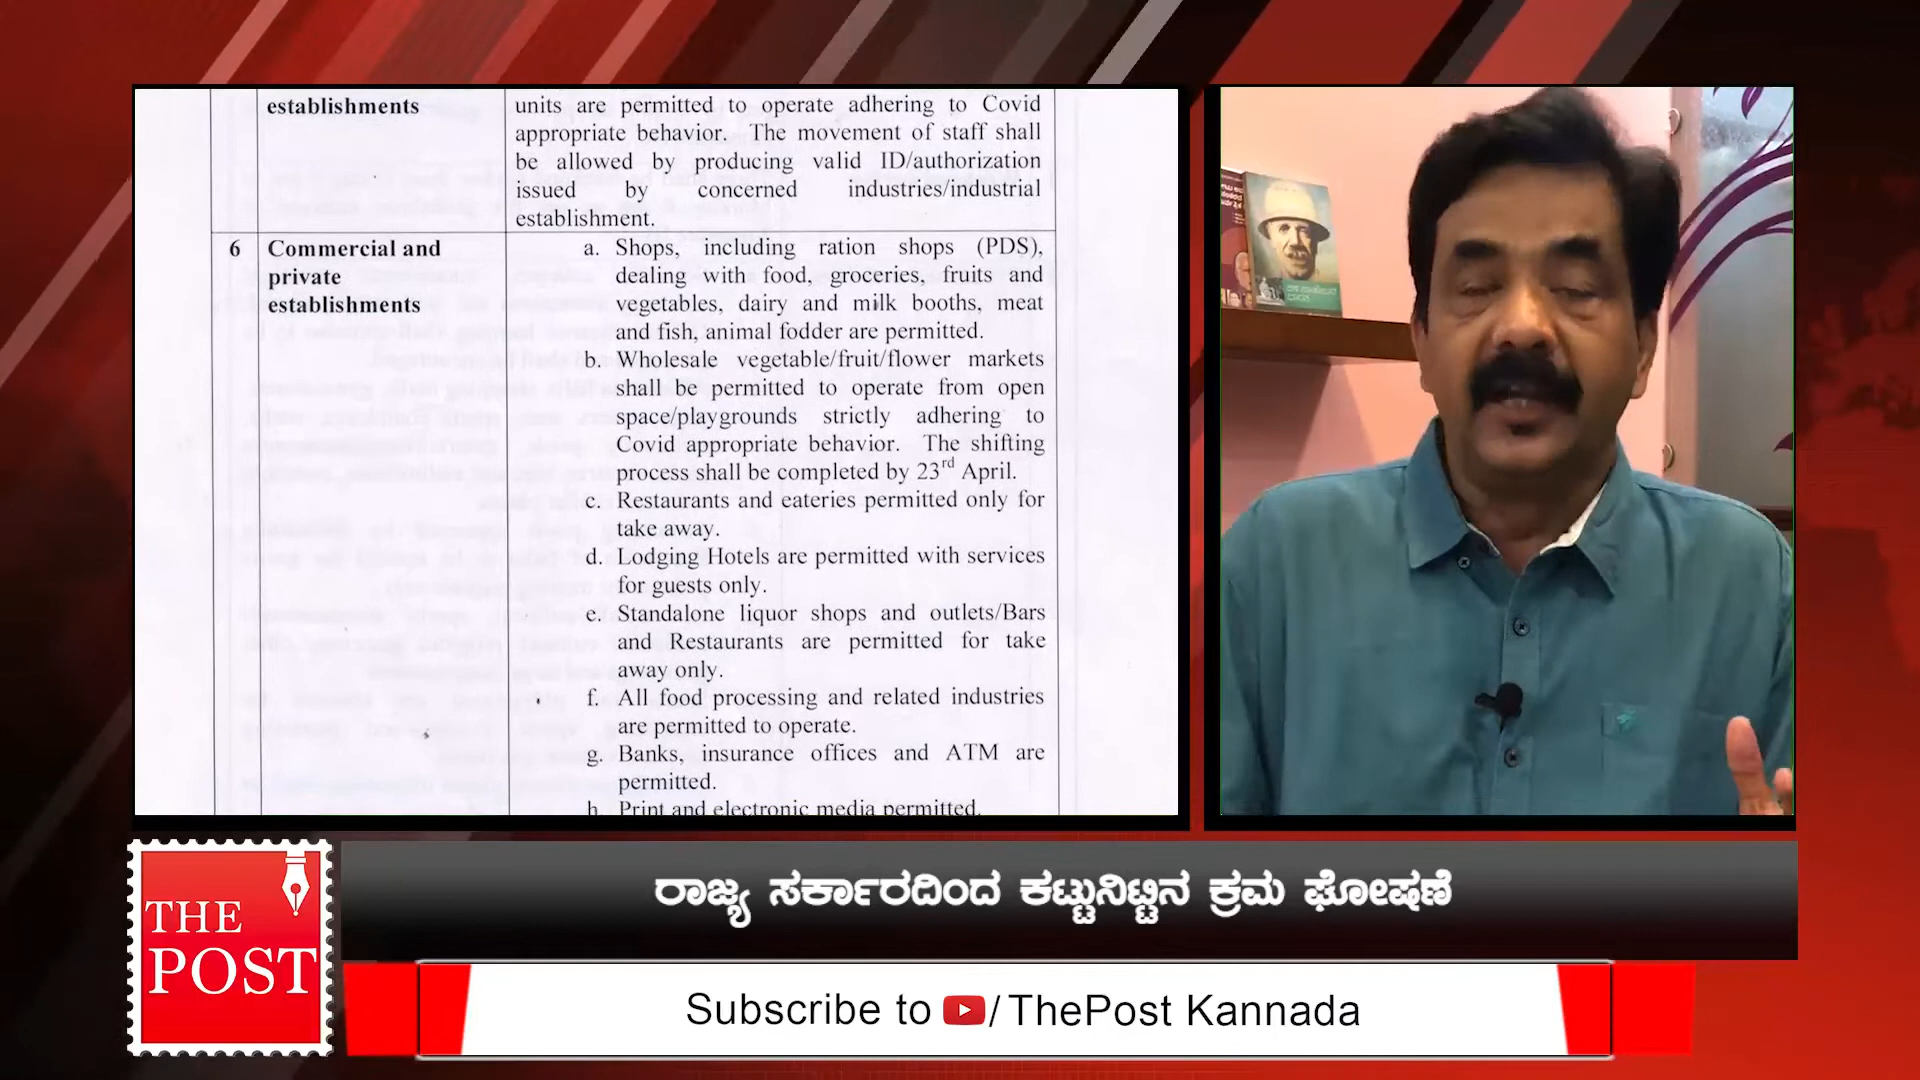 establishments
units are permitted to operate adhering to Covid
appropriate behavior. The movement of staff shall
be allowed by producing valid ID/authorization
issued by concerned industries/industrial
establishment.
6
Commercial and
private
establishments
a. Shops, including ration shops (PDS),
dealing with food, groceries, fruits and
vegetables, dairy and milk booths, meat
and fish, animal fodder are permitted.
b. Wholesale vegetable/fruit/flower markets
shall be permitted to operate from open
space/playgrounds strictly adhering to
Covid appropriate behavior. The shifting
process shall be completed by 23rd April.
c. Restaurants and eateries permitted only for
take away.
d. Lodging Hotels are permitted with services
for guests only.
e. Standalone liquor shops and outlets/Bars
and Restaurants are permitted for take
away only.
f. All food processing and related industries
are permitted to operate.
g. Banks, insurance offices and ATM are
permitted.
h. Print and electronic media permitted.
THE
POST
ರಾಜ್ಯ ಸರ್ಕಾರದಿಂದ ಕಟ್ಟುನಿಟ್ಟಿನ ಕ್ರಮ ಘೋಷಣೆ
Subscribe to / ThePost Kannada